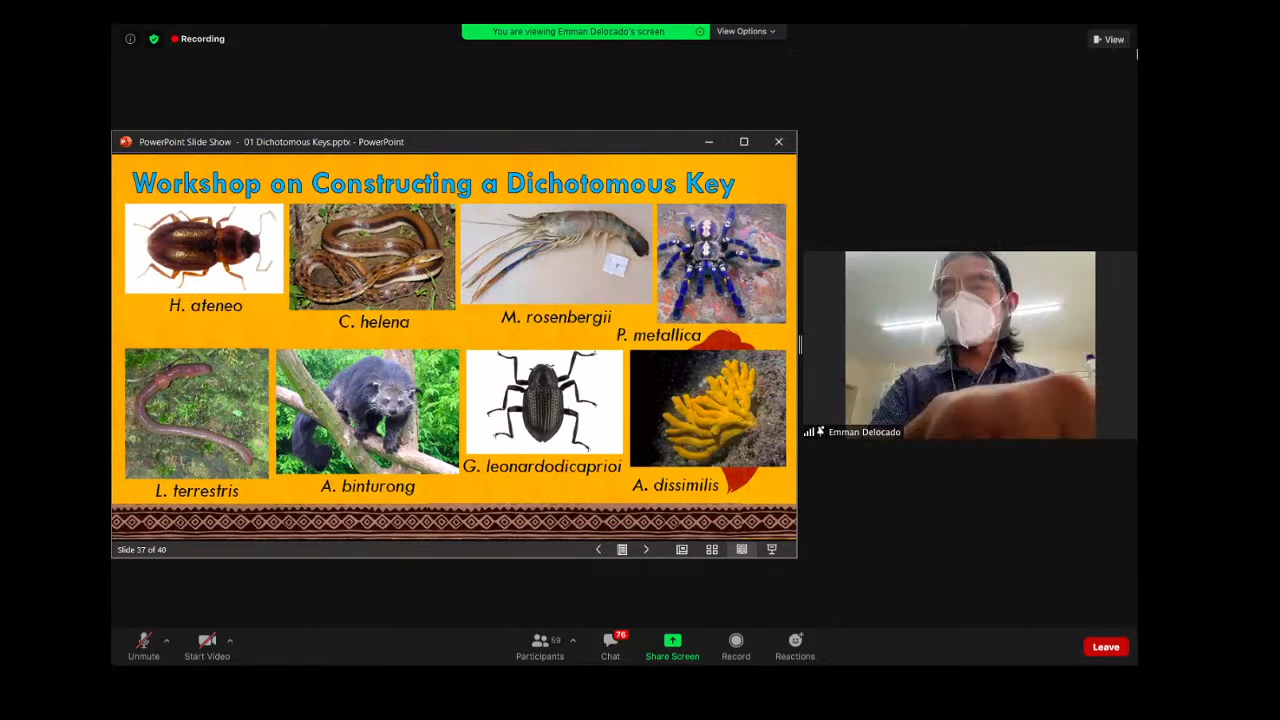 Recording
You are viewing Emman Delocado's screen
View Options
View
PowerPoint Slide Show - 01 Dichotomous Keys.pptx - PowerPoint
Workshop on Constructing a Dichotomous Key
H. ateneo
C. helena
M. rosenbergii
P. metallica
L. terrestris
A. binturong
G. leonardodicaprioi
A. dissimilis
Emman Delocado
Slide 37 of 40
Unmute
Start Video
59
Participants
76
Chat
Share Screen
Record
Reactions
Leave